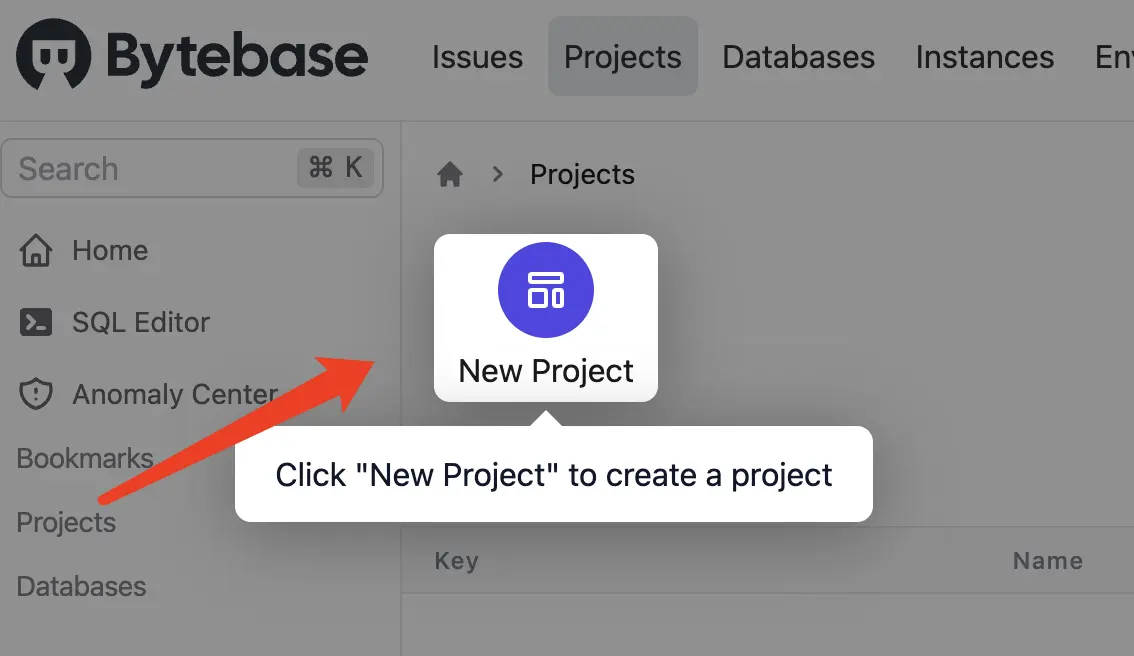 Bytebase
Issues Projects Databases Instances
Search ⌘ K
Projects
Home
SQL Editor
Anomaly Center
Bookmarks
Projects
Databases
New Project
Click "New Project" to create a project
Key Name